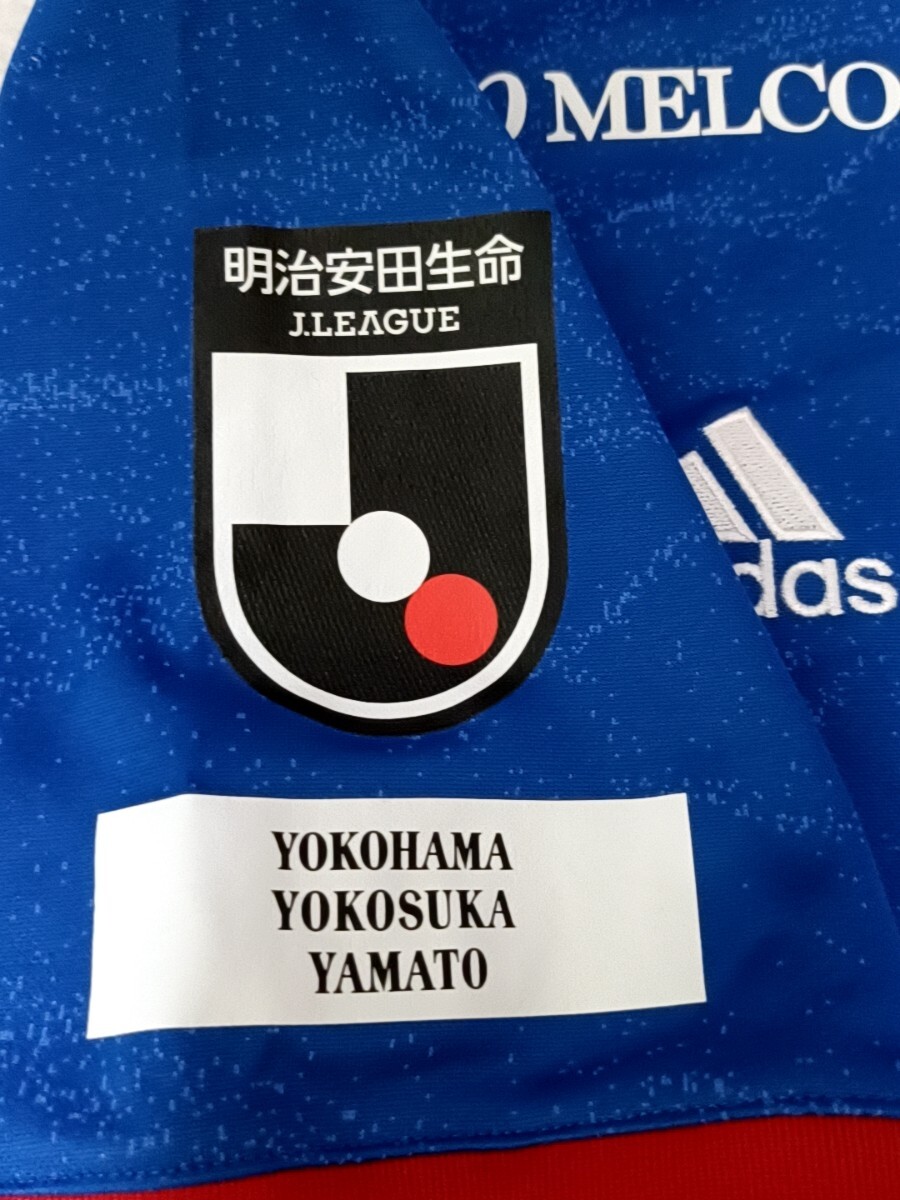 MELCO
明治安田生命
J.LEAGUE
das
YOKOHAMA
YOKOSUKA
YAMATO